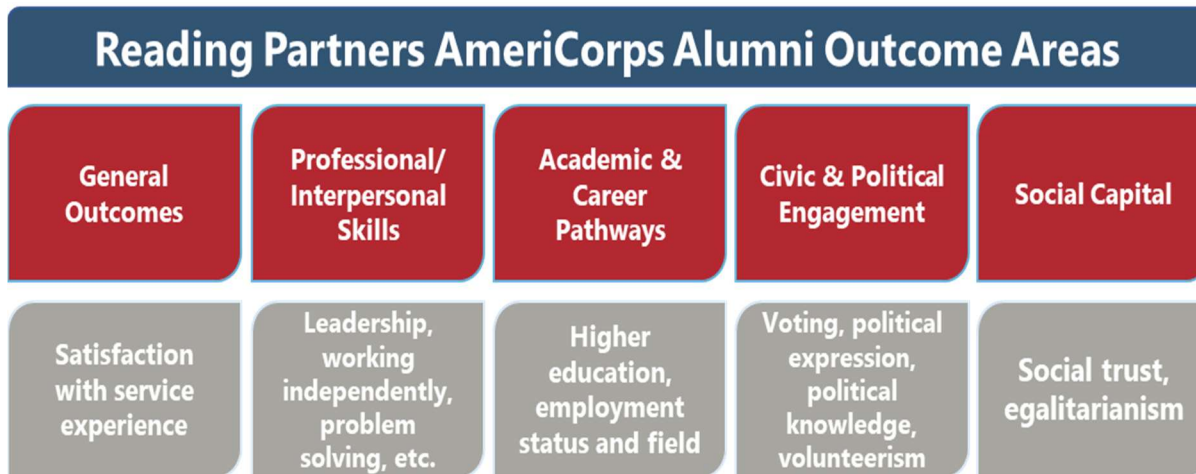 Reading Partners AmeriCorps Alumni Outcome Areas
General
Outcomes
Professional/
Interpersonal
Skills
Academic &
Career
Pathways
Civic & Political
Engagement
Social Capital
Satisfaction
with service
experience
Leadership,
working
independently,
problem
solving, etc.
Higher
education,
employment
status and field
Voting, political
expression,
political
knowledge,
volunteerism
Social trust,
egalitarianism